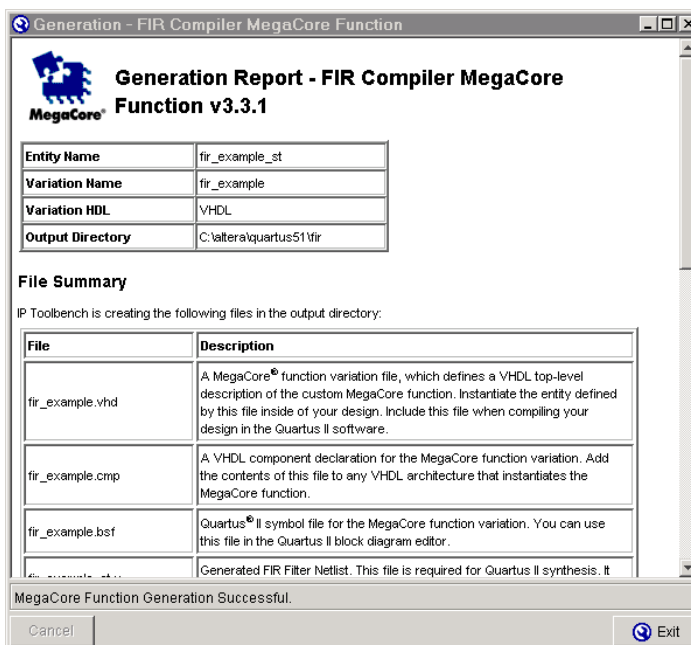 Generation - FIR Compiler MegaCore Function
MegaCore®
Generation Report - FIR Compiler MegaCore
Function v3.3.1
Entity Name fir_example_st
Variation Name fir_example
Variation HDL VHDL
Output Directory C:\altera\quartus51\fir
File Summary
IP Toolbench is creating the following files in the output directory:
File Description
fir_example.vhd
A MegaCore® function variation file, which defines a VHDL top-level
description of the custom MegaCore function. Instantiate the entity defined
by this file inside of your design. Include this file when compiling your
design in the Quartus II software.
fir_example.cmp
A VHDL component declaration for the MegaCore function variation. Add
the contents of this file to any VHDL architecture that instantiates the
MegaCore function.
fir_example.bsf
Quartus® II symbol file for the MegaCore function variation. You can use
this file in the Quartus II block diagram editor.
Generated FIR Filter Netlist. This file is required for Quartus II synthesis. It
MegaCore Function Generation Successful.
Cancel
Exit